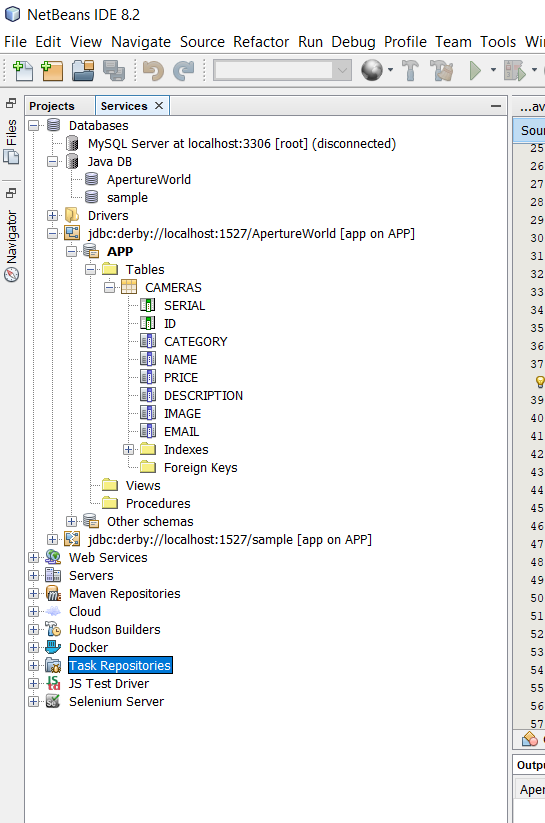 NetBeans IDE 8.2
File Edit View Navigate Source Refactor Run Debug Profile Team Tools Win
Projects Services
...av
Files
Navigator
Sour
Databases
MySQL Server at localhost:3306 [root] (disconnected)
Java DB
ApertureWorld
sample
Drivers
jdbc:derby://localhost:1527/ApertureWorld [app on APP]
APP
Tables
CAMERAS
SERIAL
ID
CATEGORY
NAME
PRICE
DESCRIPTION
IMAGE
EMAIL
Indexes
Foreign Keys
Views
Procedures
Other schemas
jdbc:derby://localhost:1527/sample [app on APP]
Web Services
Servers
Maven Repositories
Cloud
Hudson Builders
Docker
Task Repositories
JS Test Driver
Selenium Server
25
26
27
28
29
30
31
32
33
34
35
36
37
39
40
41
42
43
44
45
46
47
48
49
50
51
52
53
54
55
56
57
Outpu
Aper